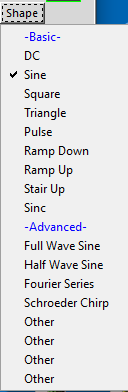 Shape
-Basic-
DC
Sine
Square
Triangle
Pulse
Ramp Down
Ramp Up
Stair Up
Sinc
-Advanced-
Full Wave Sine
Half Wave Sine
Fourier Series
Schroeder Chirp
Other
Other
Other
Other